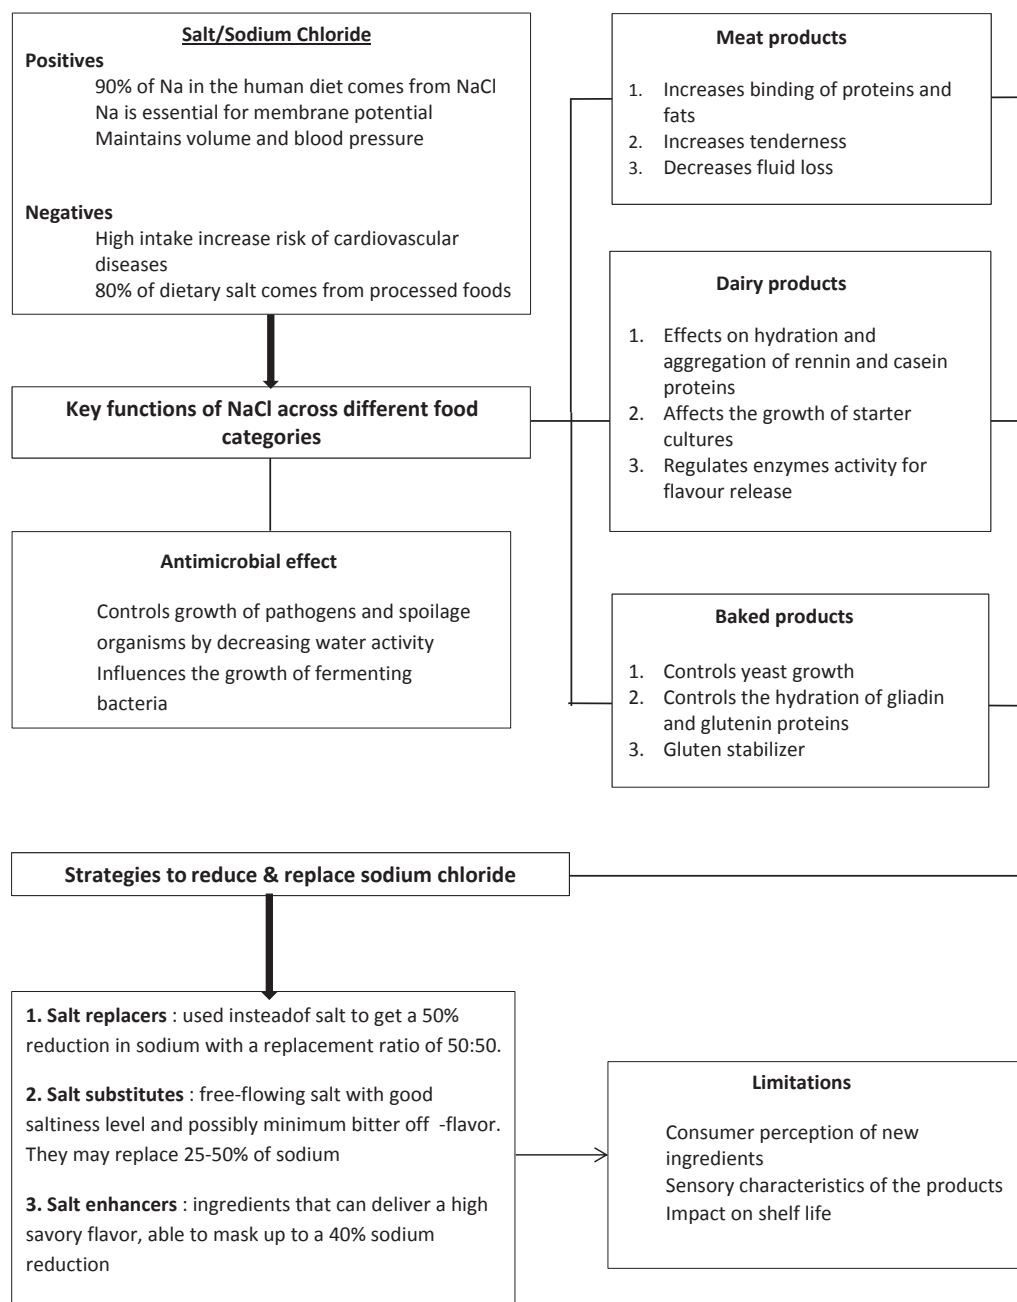 Salt/Sodium Chloride
Positives
90% of Na in the human diet comes from NaCl
Na is essential for membrane potential
Maintains volume and blood pressure
Negatives
High intake increase risk of cardiovascular
diseases
80% of dietary salt comes from processed foods
Key functions of NaCl across different food
categories
Antimicrobial effect
Controls growth of pathogens and spoilage
organisms by decreasing water activity
Influences the growth of fermenting
bacteria
Meat products
1. Increases binding of proteins and
fats
2. Increases tenderness
3. Decreases fluid loss
Dairy products
1. Effects on hydration and
aggregation of rennin and casein
proteins
2. Affects the growth of starter
cultures
3. Regulates enzymes activity for
flavour release
Baked products
1. Controls yeast growth
2. Controls the hydration of gliadin
and glutenin proteins
3. Gluten stabilizer
Strategies to reduce & replace sodium chloride
1. Salt replacers : used insteadof salt to get a 50%
reduction in sodium with a replacement ratio of 50:50.
2. Salt substitutes : free-flowing salt with good
saltiness level and possibly minimum bitter off -flavor.
They may replace 25-50% of sodium
3. Salt enhancers : ingredients that can deliver a high
savory flavor, able to mask up to a 40% sodium
reduction
Limitations
Consumer perception of new
ingredients
Sensory characteristics of the products
Impact on shelf life